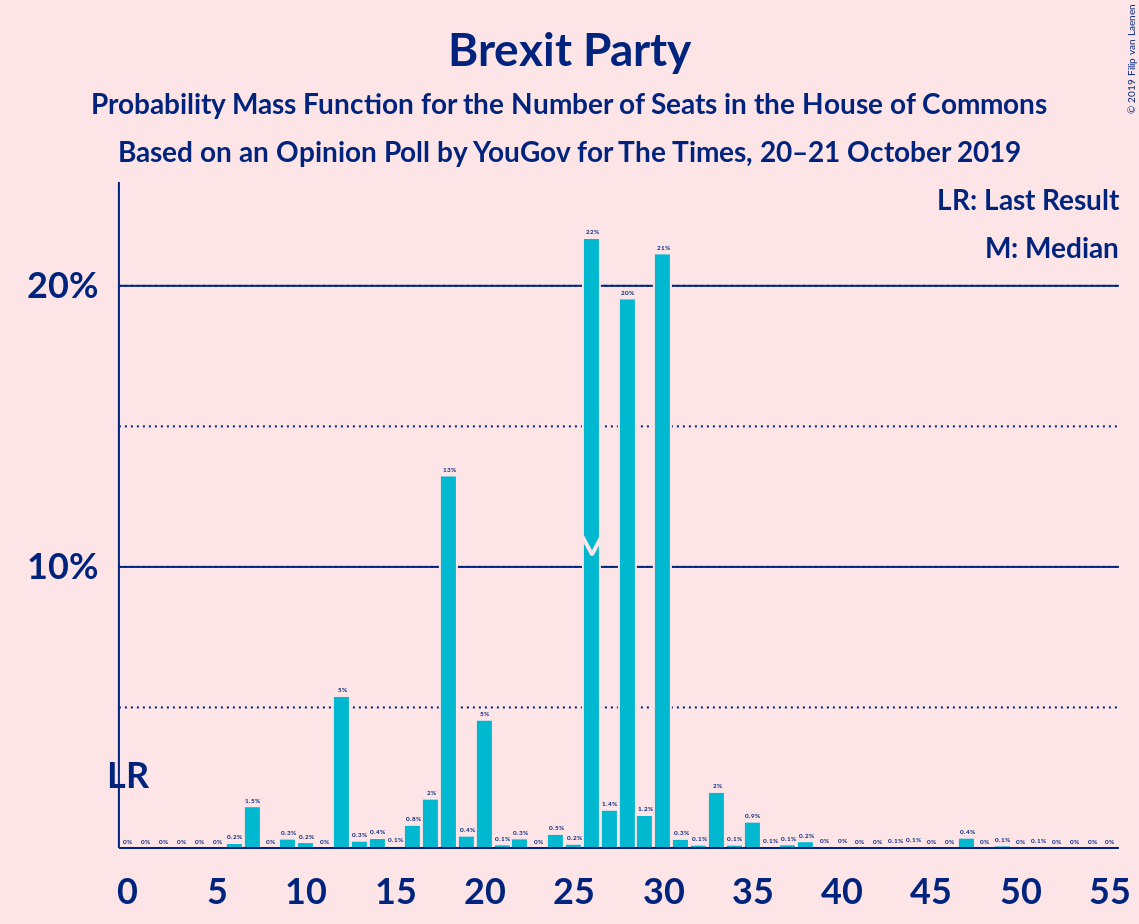 Brexit Party
Probability Mass Function for the Number of Seats in the House of Commons
Based on an Opinion Poll by YouGov for The Times, 20–21 October 2019
© 2019 Filip van Laenen
LR: Last Result
M: Median
20%
10%
0% 0% 0% 0% 0% 0% 0.2% 1.5% 0% 0.3% 0.2% 0% 5% 0.3% 0.4% 0.1% 0.8% 2% 13% 0.4% 5% 0.1% 0.3% 0% 0.5% 0.2% 22% 1.4% 20% 1.2% 21% 0.3% 0.1% 2% 0.1% 0.9% 0.1% 0.1% 0.2% 0% 0% 0% 0% 0.1% 0.1% 0% 0% 0.4% 0% 0.1% 0% 0.1% 0% 0% 0% 0%
M
LR
0 5 10 15 20 25 30 35 40 45 50 55